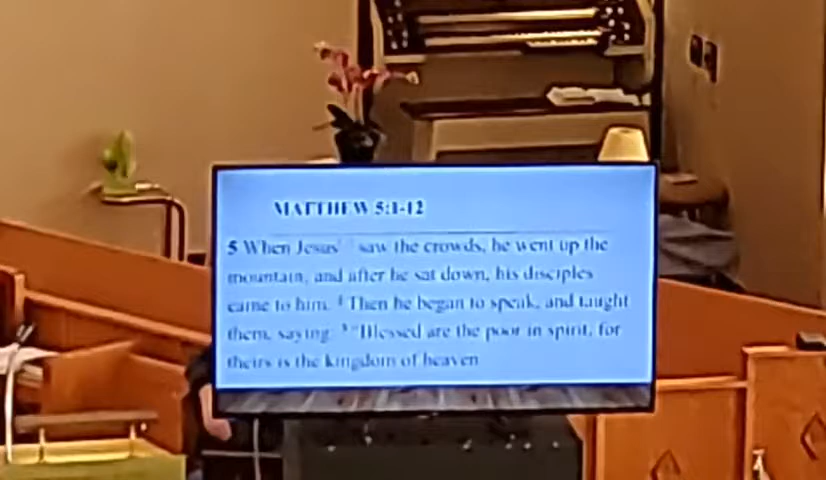 MATTHEW 5:1-12
5 When Jesus saw the crowds, he went up the
mountain, and after he sat down, his disciples
came to him. 2 Then he began to speak, and taught
them, saying: 3 "Blessed are the poor in spirit, for
theirs is the kingdom of heaven